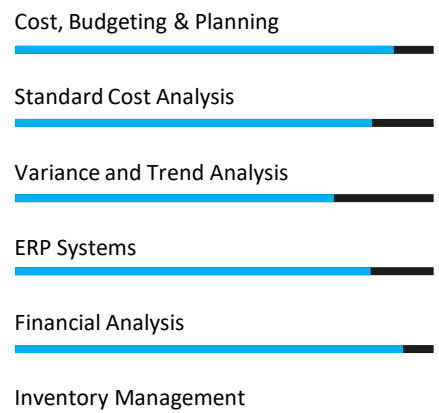 Cost, Budgeting & Planning
Standard Cost Analysis
Variance and Trend Analysis
ERP Systems
Financial Analysis
Inventory Management